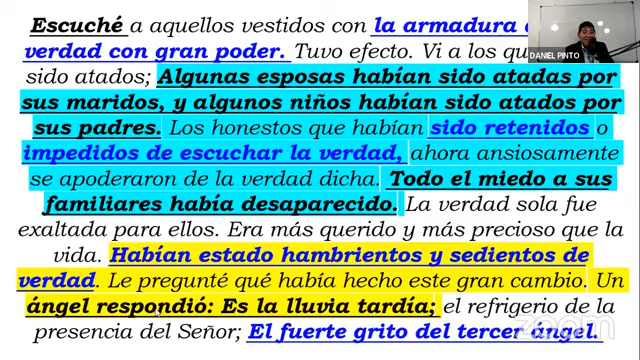 Escuché a aquellos vestidos con la armadura
verdad con gran poder. Tuvo efecto. Vi a los
sido atados; Algunas esposas habían sido atadas por
sus maridos, y algunos niños habían sido atados por
sus padres. Los honestos que habían sido retenidos o
impedidos de escuchar la verdad, ahora ansiosamente
se apoderaron de la verdad dicha. Todo el miedo a sus
familiares había desaparecido. La verdad sola fue
exaltada para ellos. Era más querido y más precioso que la
vida. Habían estado hambrientos y sedientos de
verdad. Le pregunté qué había hecho este gran cambio. Un
ángel respondió: Es la lluvia tardía; el refrigerio de la
presencia del Señor; El fuerte grito del tercer ángel.
DANIEL PINTO
zoom